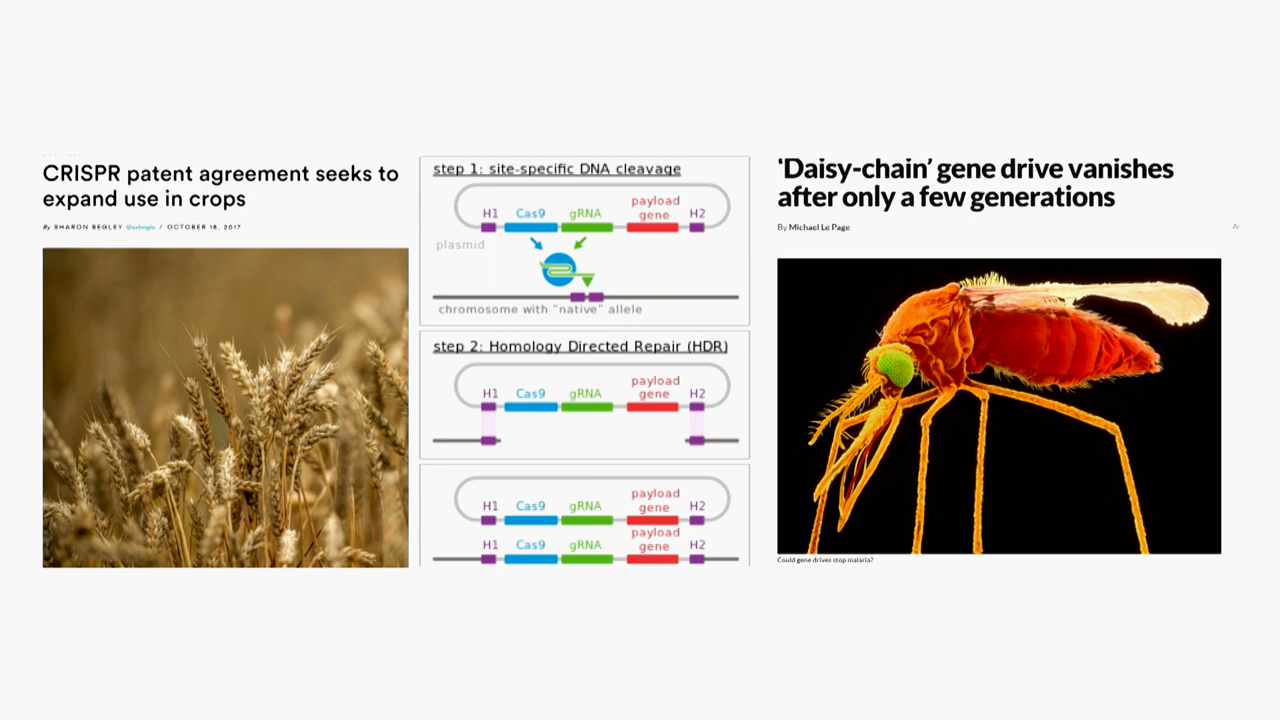 CRISPR patent agreement seeks to
expand use in crops
By SHARON BEGLEY @sxbegle / OCTOBER 18, 2017
step 1: site-specific DNA cleavage
H1 Cas9 gRNA payload gene H2
plasmid
chromosome with "native" allele
step 2: Homology Directed Repair (HDR)
H1 Cas9 gRNA payload gene H2
H1 Cas9 gRNA payload gene H2
H1 Cas9 gRNA payload gene H2
‘Daisy-chain’ gene drive vanishes
after only a few generations
By Michael Le Page
Could gene drives stop malaria?